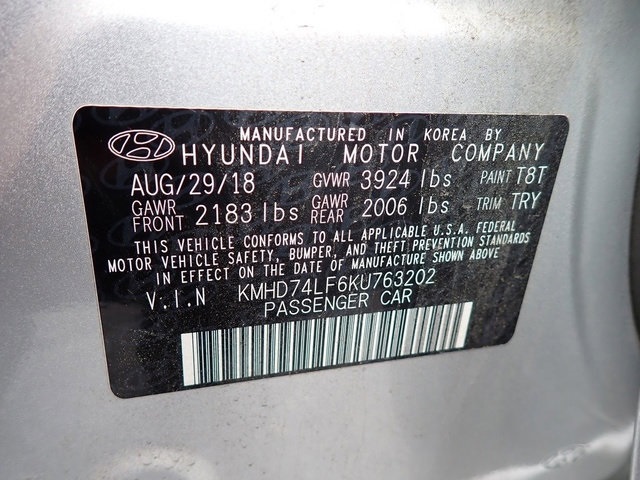 MANUFACTURED IN KOREA BY
HYUNDAI MOTOR COMPANY
AUG/29/18 GVWR 3924 lbs PAINT T8T
GAWR FRONT 2183 lbs GAWR REAR 2006 lbs TRIM TRY
THIS VEHICLE CONFORMS TO ALL APPLICABLE U.S.A. FEDERAL
MOTOR VEHICLE SAFETY, BUMPER, AND THEFT PREVENTION STANDARDS
IN EFFECT ON THE DATE OF MANUFACTURE SHOWN ABOVE
V.I.N KMHD74LF6KU763202
PASSENGER CAR